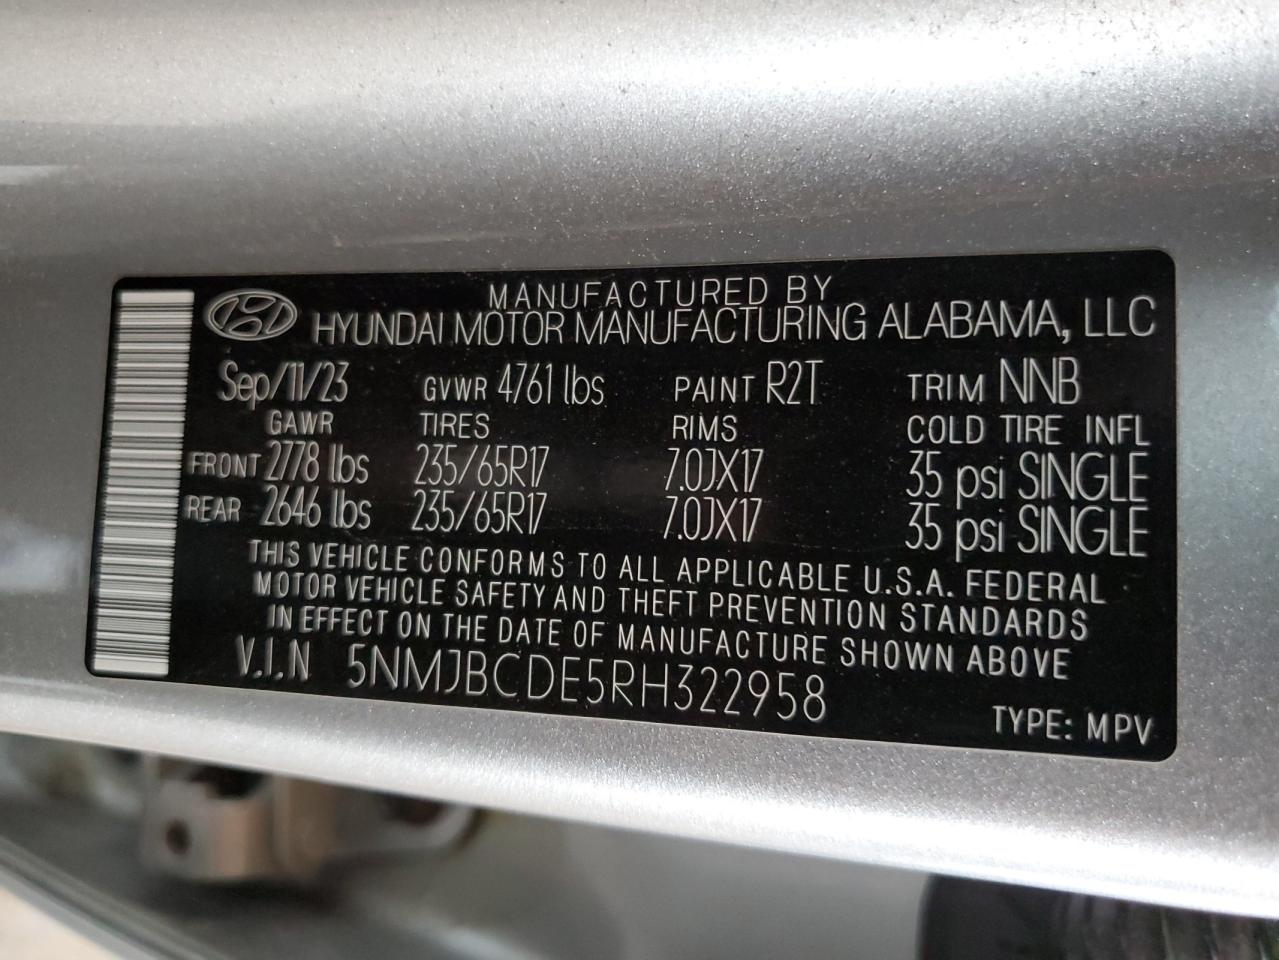 MANUFACTURED BY
HYUNDAI MOTOR MANUFACTURING ALABAMA, LLC
Sep/11/23 GVWR 4761 lbs PAINT R2T TRIM NNB
GAWR TIRES RIMS COLD TIRE INFL
FRONT 2778 lbs 235/65R17 7.0JX17 35 psi SINGLE
REAR 2646 lbs 235/65R17 7.0JX17 35 psi SINGLE
THIS VEHICLE CONFORMS TO ALL APPLICABLE U.S.A. FEDERAL
MOTOR VEHICLE SAFETY AND THEFT PREVENTION STANDARDS
IN EFFECT ON THE DATE OF MANUFACTURE SHOWN ABOVE
V.I.N 5NMJBCDE5RH322958
TYPE: MPV